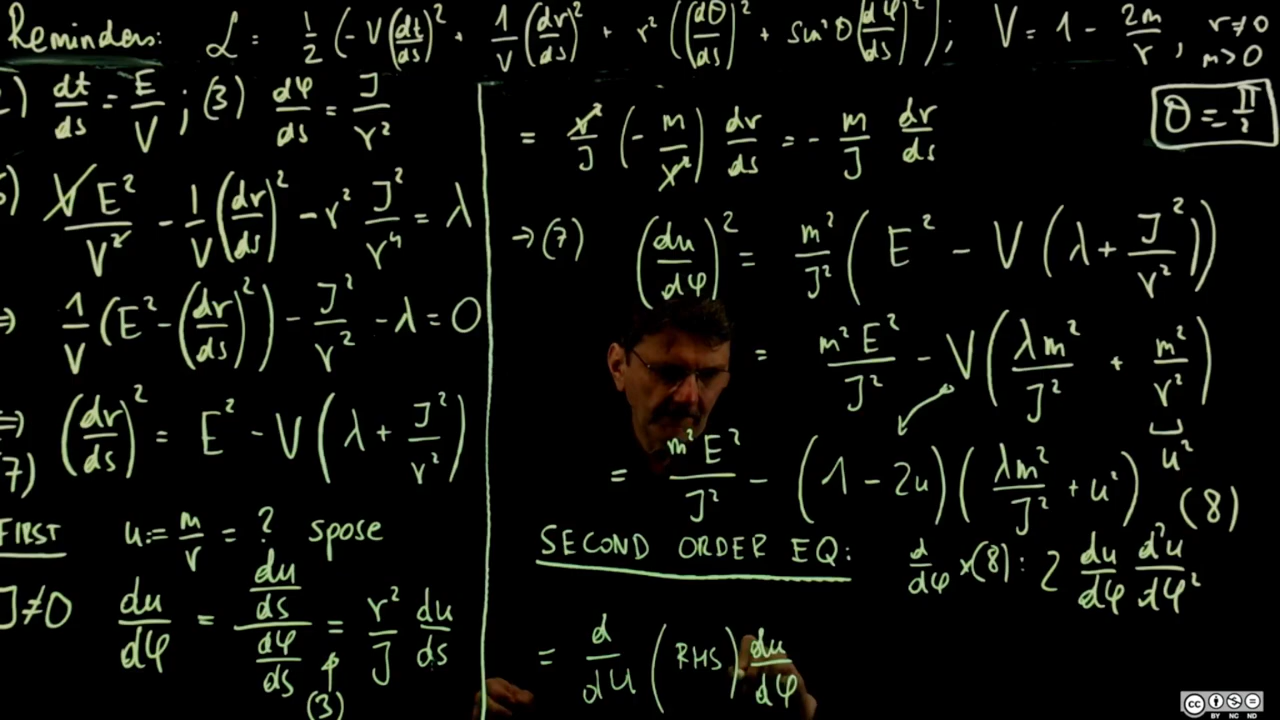 Reminders: ℒ = 1/2 (-V(dt/ds)² + 1/V (dr/ds)² + r² ((dθ/ds)² + sin²θ (dφ/ds)²)); V = 1 - 2m/r, r≠0 m>0
) dt/ds = E/V ; (3) dφ/ds = J/r²
) V E²/V² - 1/V (dr/ds)² - r² J²/r⁴ = λ
⇒ 1/V (E² - (dr/ds)²) - J²/r² - λ = 0
⇒ (dr/ds)² = E² - V (λ + J²/r²)
7)
FIRST u := m/r = ? spose
J≠0 du/dφ = (du/ds)/(dφ/ds) = r²/J du/ds
(3)
θ = π/2
= r²/J (- m/r²) dr/ds = - m/J dr/ds
→ (7) (du/dφ)² = m²/J² (E² - V (λ + J²/r²))
= m²E²/J² - V (λm²/J² + m²/r²)
u²
= m²E²/J² - (1 - 2u) (λm²/J² + u²) (8)
SECOND ORDER EQ: d/dφ × (8): 2 du/dφ d²u/dφ²
= d/du (RHS) du/dφ
cc
BY NC ND